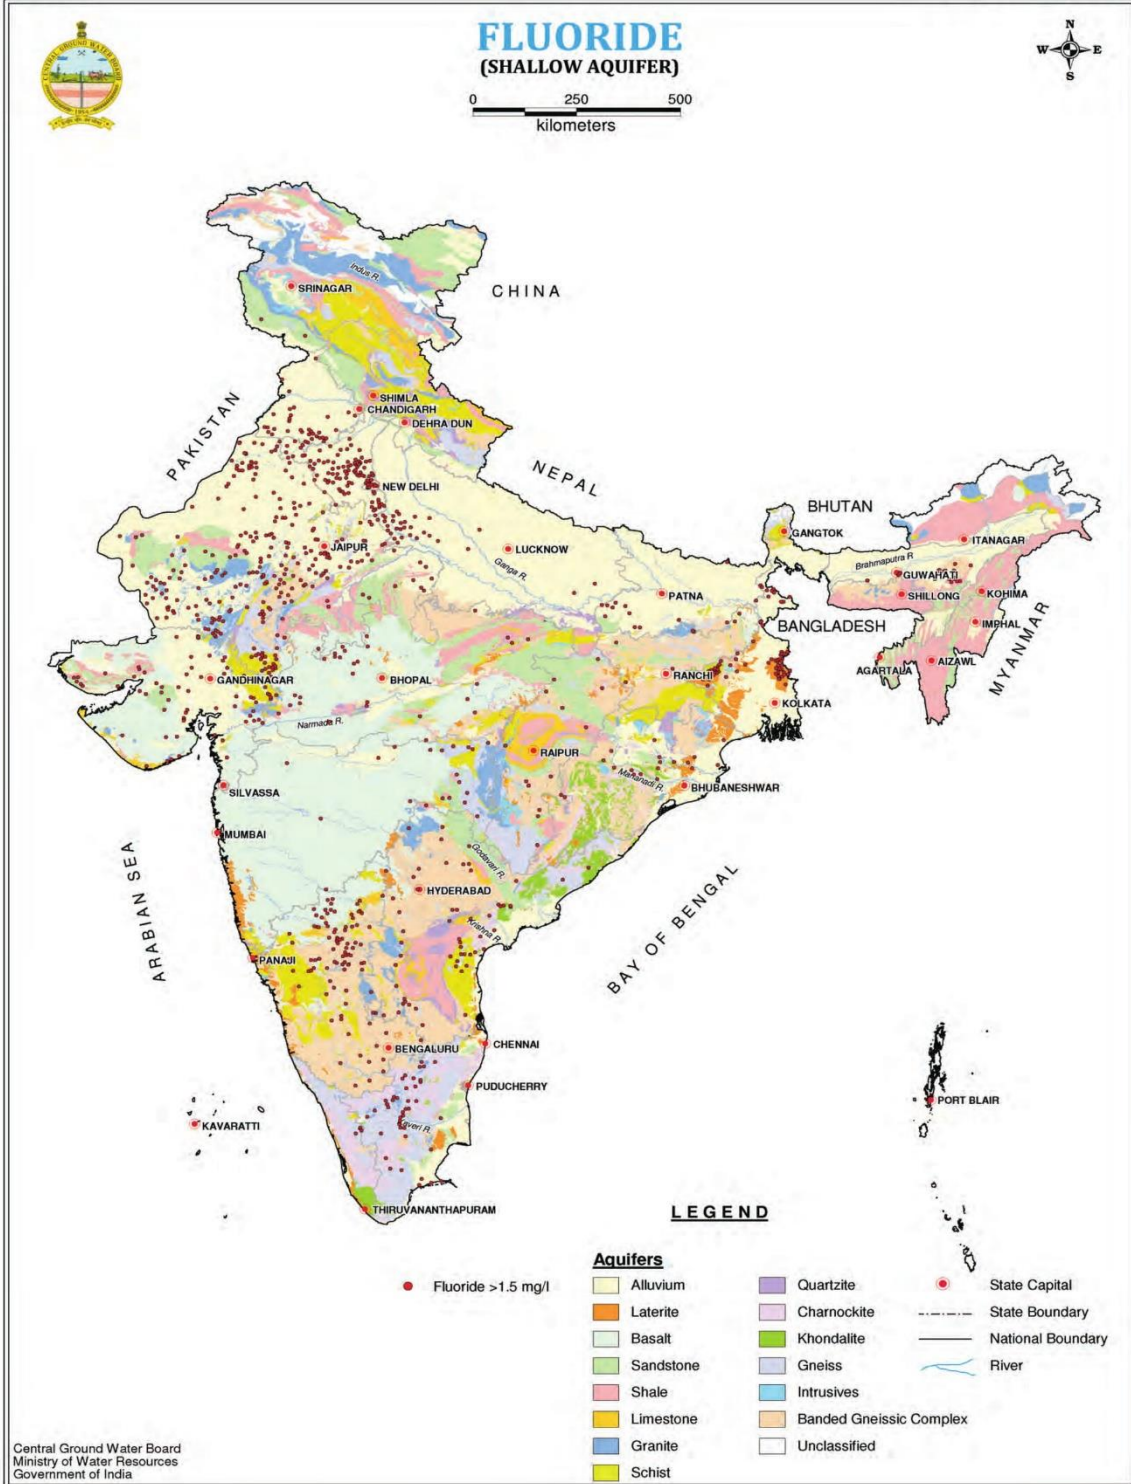 FLUORIDE
(SHALLOW AQUIFER)
CENTRAL GROUND WATER BOARD
N
W E
S
0 250 500
kilometers
Indus R.
SRINAGAR
CHINA
PAKISTAN
SHIMLA
CHANDIGARH
DEHRA DUN
NEPAL
NEW DELHI
BHUTAN
GANGTOK
ITANAGAR
JAIPUR
LUCKNOW
Ganga R.
Brahmaputra R.
GUWAHATI
PATNA
SHILLONG
KOHIMA
BANGLADESH
IMPHAL
MYANMAR
AGARTALA
AIZAWL
GANDHINAGAR
BHOPAL
RANCHI
KOLKATA
Narmada R.
RAIPUR
Mahanadi R.
BHUBANESHWAR
SILVASSA
MUMBAI
ARABIAN SEA
Godavari R.
HYDERABAD
BAY OF BENGAL
Krishna R.
PANAJI
BENGALURU
CHENNAI
PUDUCHERRY
PORT BLAIR
KAVARATTI
THIRUVANANTHAPURAM
LEGEND
Aquifers
Fluoride >1.5 mg/l
Alluvium Quartzite State Capital
Laterite Charnockite State Boundary
Basalt Khondalite National Boundary
Sandstone Gneiss River
Shale Intrusives
Limestone Banded Gneissic Complex
Granite Unclassified
Schist
Central Ground Water Board
Ministry of Water Resources
Government of India